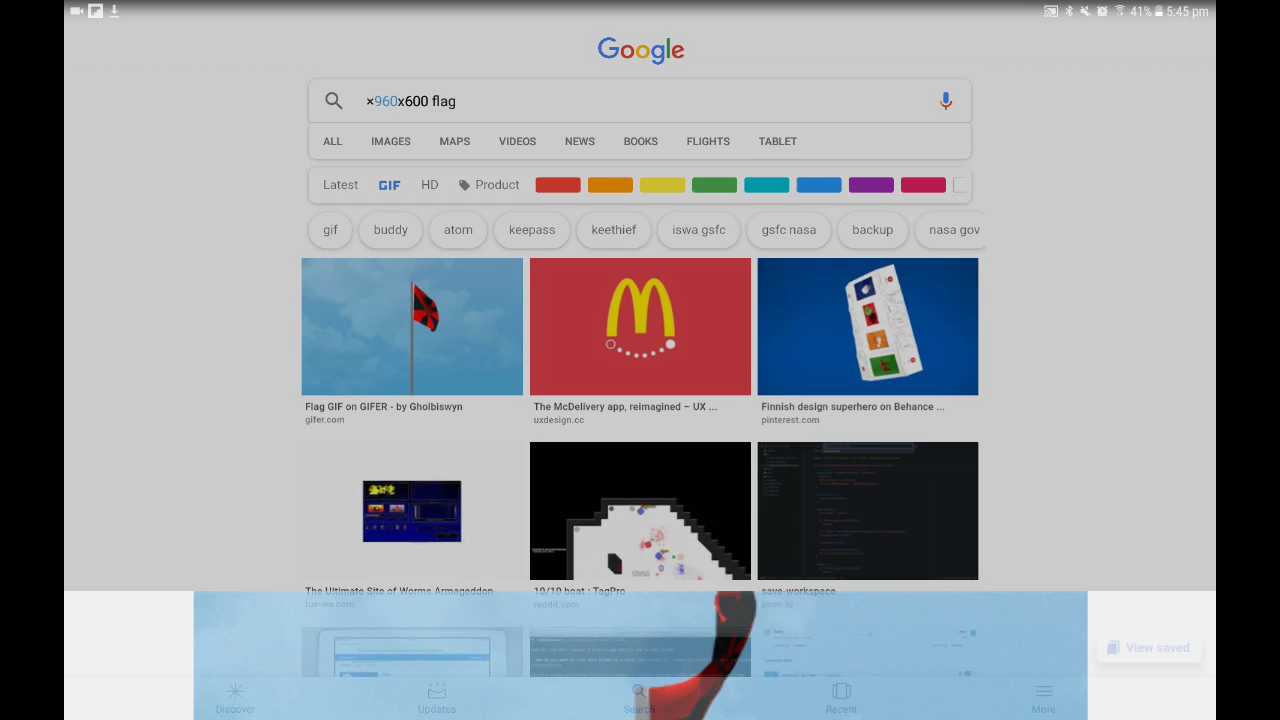 41% 5:45 pm
Google
×960x600 flag
ALL IMAGES MAPS VIDEOS NEWS BOOKS FLIGHTS TABLET
Latest GIF HD Product
gif buddy atom keepass keethief iswa gsfc gsfc nasa backup nasa gov
Flag GIF on GIFER - by Gholbiswyn
gifer.com
The McDelivery app, reimagined – UX ...
uxdesign.cc
Finnish design superhero on Behance ...
pinterest.com
The Ultimate Site of Worms Armageddon
10/10 boat : TagPro
reddit.com
save-workspace
atom.io
View saved
Discover Updates Search Recent More